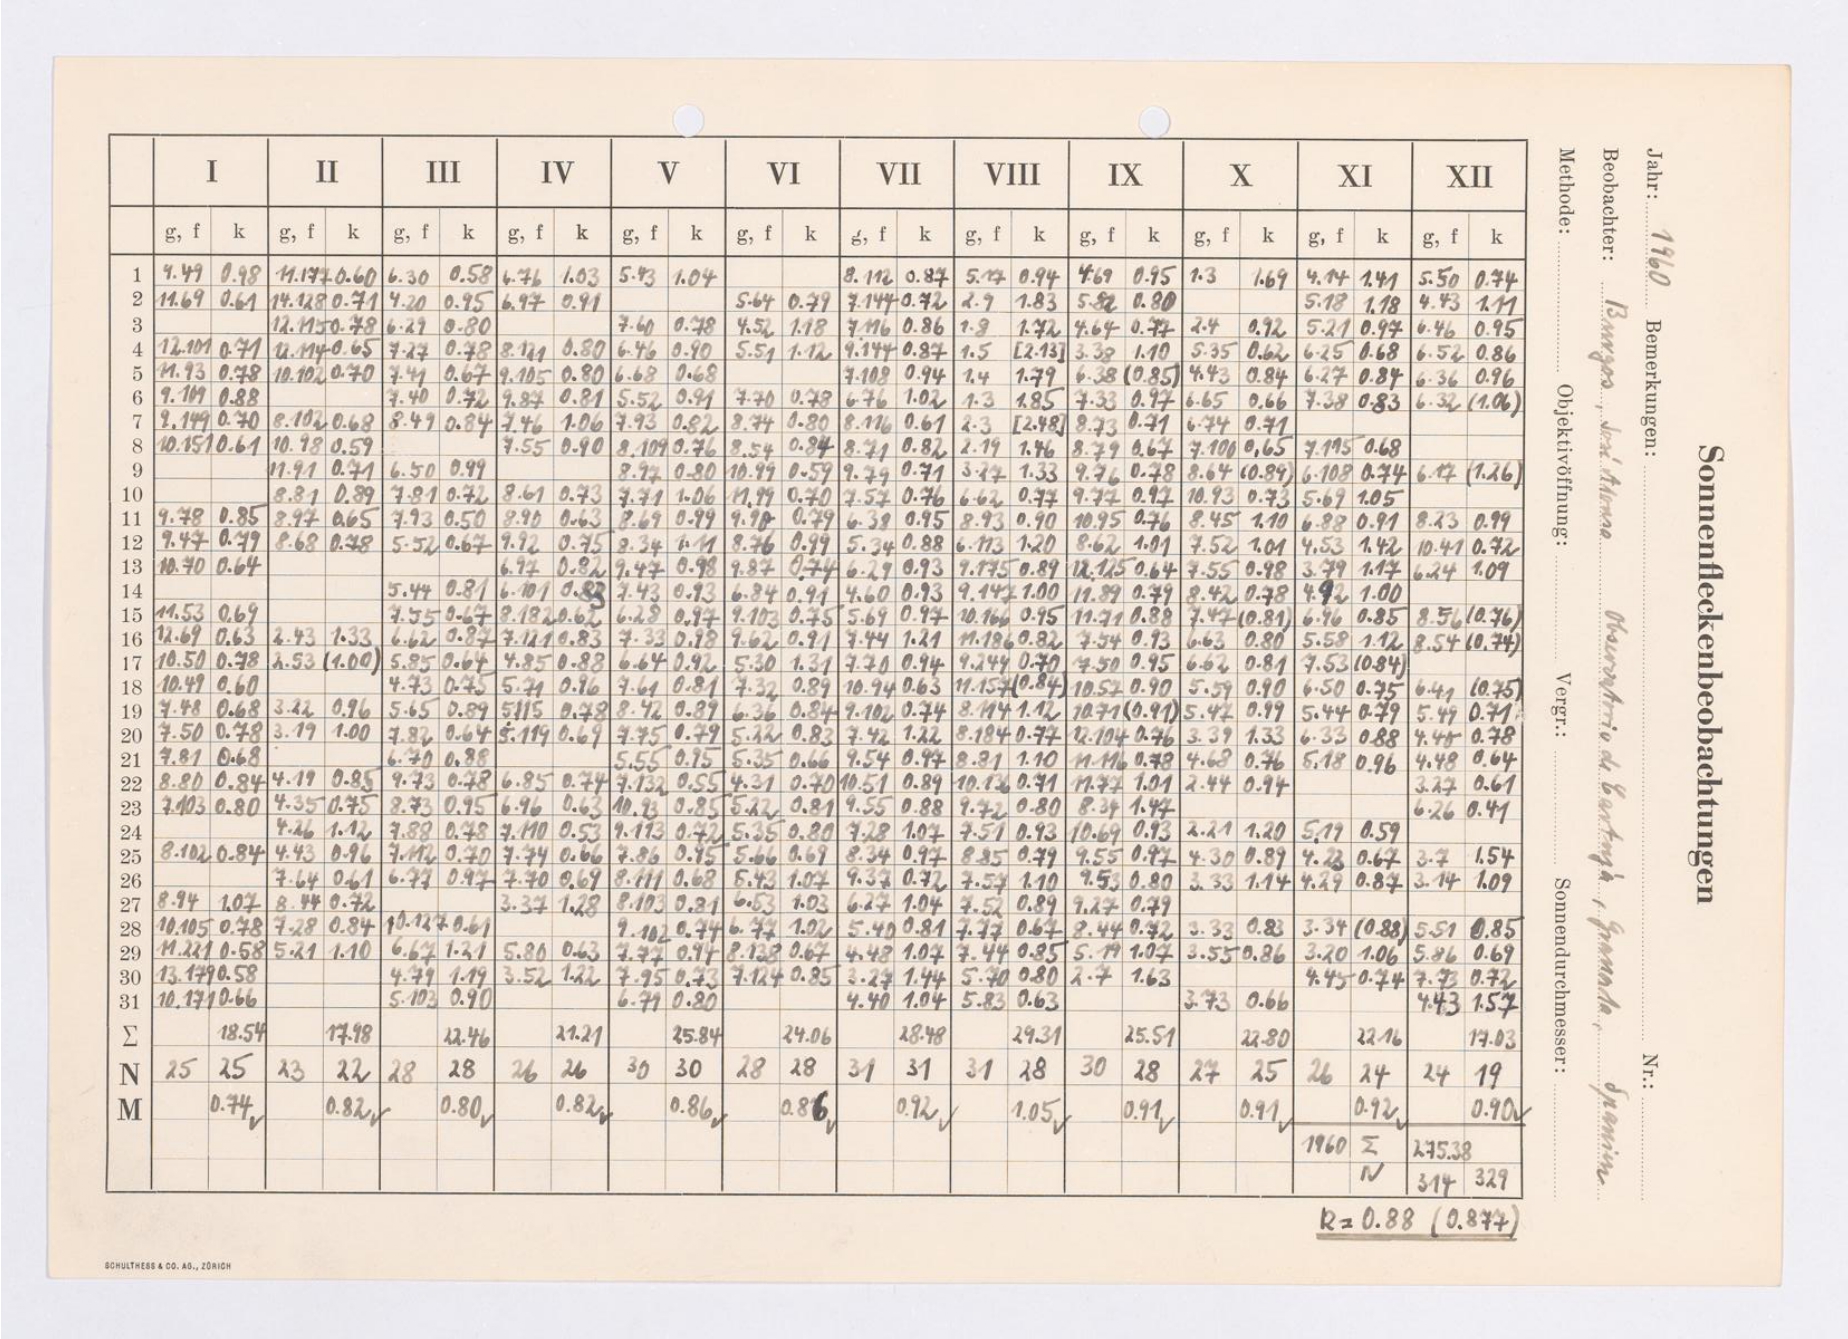 Sonnenfleckenbeobachtungen
Jahr: 1960 Bemerkungen: Nr.:
Beobachter: Burgos, José Alonso Observatorio de Cartuja, Granada, Spanien
Methode: Objektivöffnung: Vergr.: Sonnendurchmesser:
I II III IV V VI VII VIII IX X XI XII
g, f k g, f k g, f k g, f k g, f k g, f k g, f k g, f k g, f k g, f k g, f k g, f k
1 4.49 0.98 11.177 0.60 6.30 0.58 6.76 1.03 5.43 1.04 8.112 0.87 5.17 0.94 4.69 0.95 1.3 1.69 4.14 1.41 5.50 0.74
2 11.69 0.61 14.128 0.71 4.20 0.95 6.97 0.91 5.64 0.79 7.144 0.72 2.9 1.83 5.82 0.80 5.18 1.18 4.43 1.11
3 12.115 0.78 6.29 0.80 7.60 0.78 4.52 1.18 7.116 0.86 1.8 1.72 4.64 0.77 2.4 0.92 5.21 0.97 6.46 0.95
4 12.101 0.71 12.114 0.65 7.27 0.78 8.121 0.80 6.46 0.90 5.51 1.12 9.144 0.87 1.5 [2.13] 3.38 1.10 5.35 0.62 6.25 0.68 6.52 0.86
5 11.93 0.78 10.102 0.70 7.41 0.67 9.105 0.80 6.68 0.68 7.108 0.94 1.4 1.79 6.38 (0.85) 4.43 0.84 6.27 0.84 6.36 0.96
6 9.109 0.88 7.40 0.72 9.87 0.81 5.52 0.91 7.70 0.78 6.76 1.02 1.3 1.85 7.33 0.97 6.65 0.66 7.38 0.83 6.32 (1.06)
7 9.149 0.70 8.102 0.68 8.49 0.84 7.46 1.06 7.93 0.82 8.74 0.80 8.116 0.61 2.3 [2.48] 8.73 0.71 6.74 0.71
8 10.151 0.61 10.98 0.59 7.55 0.90 8.109 0.76 8.54 0.84 8.71 0.82 2.19 1.46 8.79 0.67 7.100 0.65 7.115 0.68
9 11.91 0.71 6.50 0.99 8.97 0.80 10.99 0.59 9.79 0.71 3.27 1.33 9.76 0.78 8.64 (0.89) 6.108 0.74 6.17 (1.26)
10 8.81 0.89 7.81 0.72 8.61 0.73 7.71 1.06 11.99 0.70 7.57 0.76 6.62 0.77 9.77 0.97 10.93 0.73 5.69 1.05
11 9.78 0.85 8.97 0.65 7.93 0.50 8.90 0.63 8.69 0.99 9.98 0.79 6.38 0.95 8.93 0.90 10.95 0.76 8.45 1.10 6.88 0.91 8.23 0.99
12 9.47 0.79 8.68 0.78 5.52 0.67 9.92 0.75 8.34 1.11 8.76 0.99 5.34 0.88 6.113 1.20 8.62 1.01 7.52 1.01 4.53 1.42 10.41 0.72
13 10.70 0.64 6.97 0.82 9.47 0.98 9.87 0.74 6.29 0.93 9.175 0.89 12.125 0.64 7.55 0.98 3.79 1.17 6.24 1.09
14 5.44 0.81 6.101 0.83 7.43 0.93 6.84 0.91 4.60 0.93 9.147 1.00 11.89 0.79 8.42 0.78 4.92 1.00
15 11.53 0.69 7.55 0.67 8.182 0.62 6.28 0.97 9.103 0.75 5.69 0.97 10.166 0.95 11.71 0.88 7.47 (0.81) 6.96 0.85 8.56 (0.76)
16 12.69 0.63 2.43 1.33 6.62 0.87 7.121 0.83 7.33 0.98 9.62 0.91 7.44 1.21 11.186 0.82 7.54 0.93 6.63 0.80 5.58 1.12 8.54 (0.74)
17 10.50 0.78 2.53 (1.00) 5.85 0.64 4.85 0.88 6.64 0.92 5.30 1.31 7.70 0.94 9.249 0.70 7.50 0.95 6.62 0.81 7.53 (0.84)
18 10.49 0.60 4.73 0.75 5.71 0.96 7.61 0.81 7.32 0.89 10.94 0.63 11.157 (0.84) 10.57 0.90 5.59 0.90 6.50 0.75 6.41 (0.75)
19 7.48 0.68 3.22 0.96 5.65 0.89 5.115 0.78 8.42 0.89 6.36 0.84 9.102 0.74 8.114 1.12 10.71 (0.91) 5.47 0.99 5.44 0.79 5.49 0.71
20 7.50 0.78 3.19 1.00 7.82 0.64 5.119 0.69 7.75 0.79 5.22 0.83 7.42 1.22 8.184 0.77 12.104 0.76 3.39 1.33 6.33 0.88 4.40 0.78
21 7.81 0.68 6.70 0.88 5.55 0.95 5.35 0.66 9.54 0.97 8.81 1.10 11.116 0.78 4.68 0.76 5.18 0.96 4.48 0.64
22 8.80 0.84 4.19 0.85 9.73 0.78 6.85 0.74 7.132 0.55 4.31 0.70 10.51 0.89 10.136 0.71 11.77 1.01 2.44 0.94 3.27 0.61
23 7.103 0.80 4.35 0.75 8.73 0.95 6.96 0.63 10.93 0.85 5.22 0.81 9.55 0.88 9.72 0.80 8.34 1.47 6.26 0.41
24 4.26 1.12 7.88 0.78 7.110 0.53 9.113 0.72 5.35 0.80 7.28 1.07 7.51 0.93 10.69 0.93 2.21 1.20 5.19 0.59
25 8.102 0.84 4.43 0.96 7.112 0.70 7.74 0.66 7.86 0.95 5.66 0.69 8.34 0.97 8.85 0.79 9.55 0.97 4.30 0.89 4.23 0.67 3.7 1.54
26 7.64 0.61 6.77 0.97 7.70 0.69 8.111 0.68 5.43 1.07 9.37 0.72 7.57 1.10 9.53 0.80 3.33 1.14 4.29 0.87 3.14 1.09
27 8.94 1.07 8.44 0.72 3.37 1.28 8.103 0.81 6.53 1.03 6.27 1.04 7.52 0.89 9.27 0.79
28 10.105 0.78 7.28 0.84 10.127 0.61 9.102 0.74 6.77 1.02 5.40 0.81 7.77 0.67 8.44 0.72 3.33 0.83 3.34 (0.88) 5.51 0.85
29 11.221 0.58 5.21 1.10 6.67 1.21 5.80 0.63 7.77 0.94 8.138 0.67 4.48 1.07 7.44 0.85 5.19 1.07 3.55 0.86 3.20 1.06 5.86 0.69
30 13.179 0.58 4.79 1.19 3.52 1.22 7.95 0.73 7.124 0.85 3.27 1.44 5.70 0.80 2.7 1.63 4.45 0.74 7.73 0.72
31 10.171 0.66 5.103 0.90 6.79 0.80 4.40 1.04 5.83 0.63 3.73 0.66 4.43 1.57
Σ 18.54 17.98 22.46 21.21 25.84 24.06 28.48 29.31 25.51 22.80 22.16 17.03
N 25 25 23 22 28 28 26 26 30 30 28 28 31 31 31 28 30 28 27 25 26 24 24 19
M 0.74 0.82 0.80 0.82 0.86 0.86 0.92 1.05 0.91 0.91 0.92 0.90
1960 Σ 275.38
N 314 329
k = 0.88 (0.877)
SCHULTHESS & CO. AG., ZÜRICH